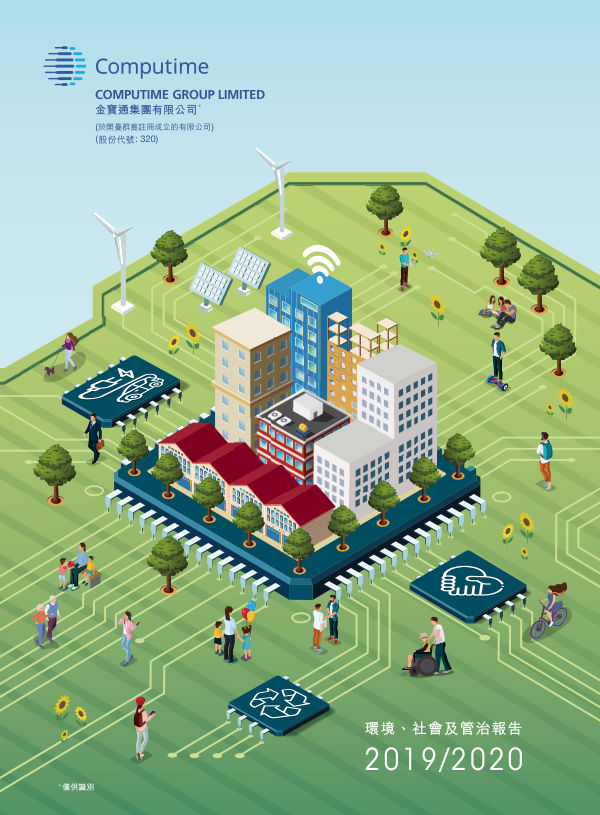 Computime
COMPUTIME GROUP LIMITED
金寶通集團有限公司*
(於開曼群島註冊成立的有限公司)
(股份代號: 320)
環境、社會及管治報告
2019/2020
* 僅供識別